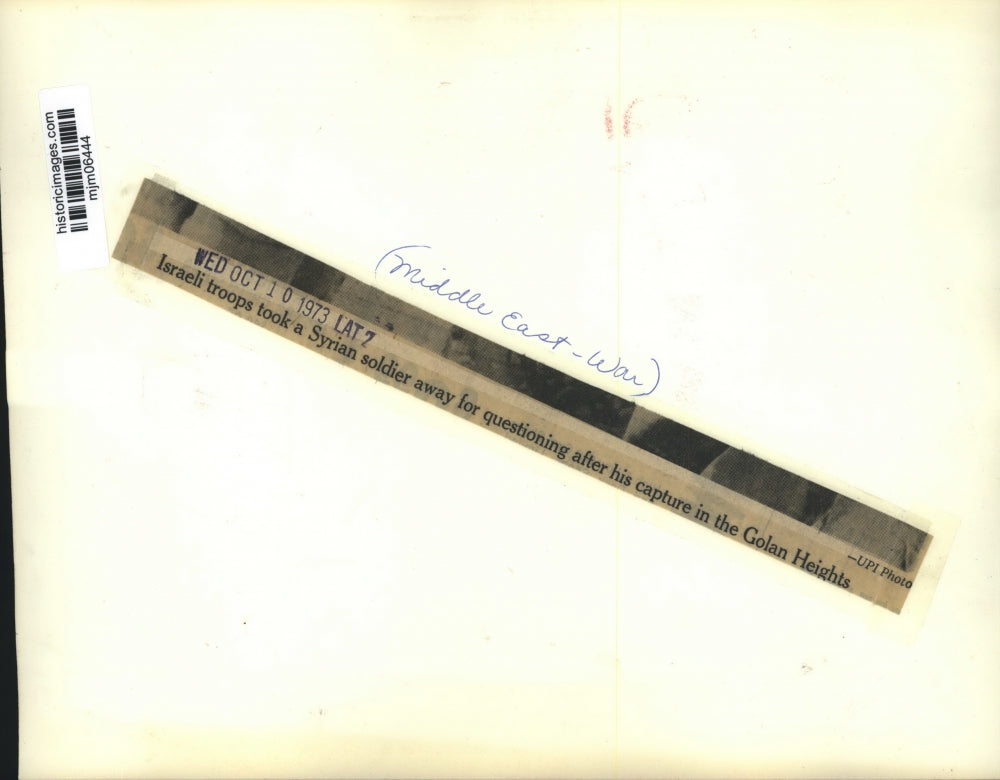 historicimages.com
mjm06444
(Middle East-War)
WED OCT 10 1973 LAT 2
Israeli troops took a Syrian soldier away for questioning after his capture in the Golan Heights
—UPI Photo